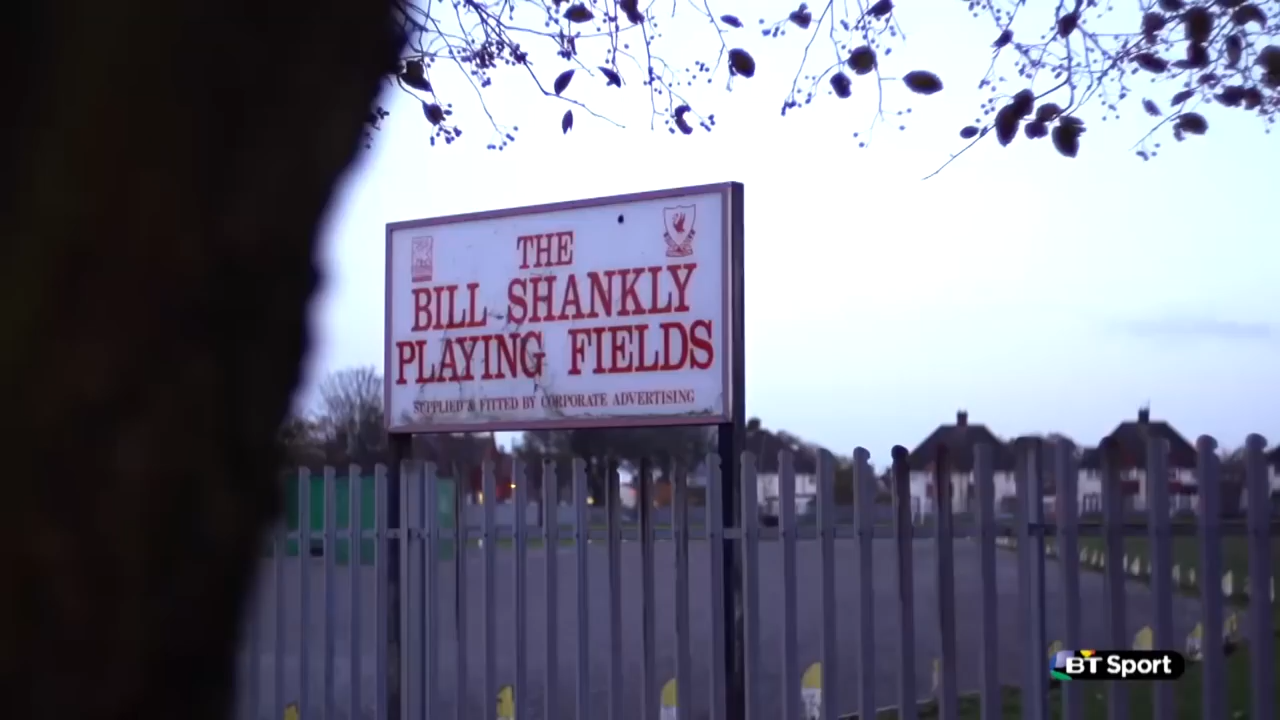 THE
BILL SHANKLY
PLAYING FIELDS
SUPPLIED & FITTED BY CORPORATE ADVERTISING
BT Sport